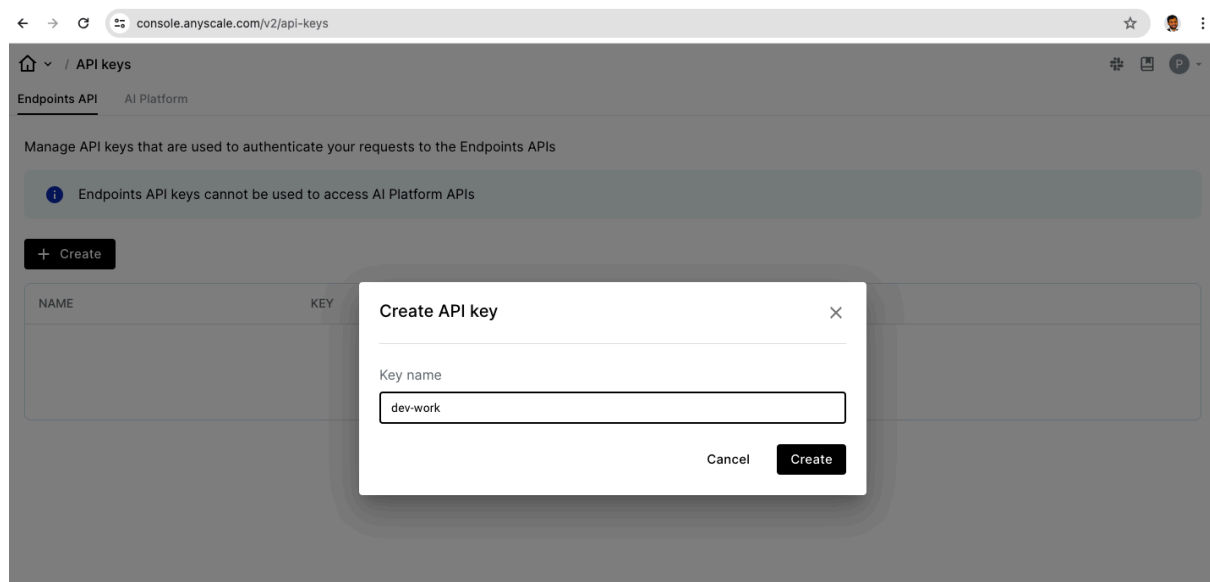 console.anyscale.com/v2/api-keys
/ API keys
P
Endpoints API AI Platform
Manage API keys that are used to authenticate your requests to the Endpoints APIs
Endpoints API keys cannot be used to access AI Platform APIs
+ Create
NAME KEY
Create API key
Key name
dev-work
Cancel Create